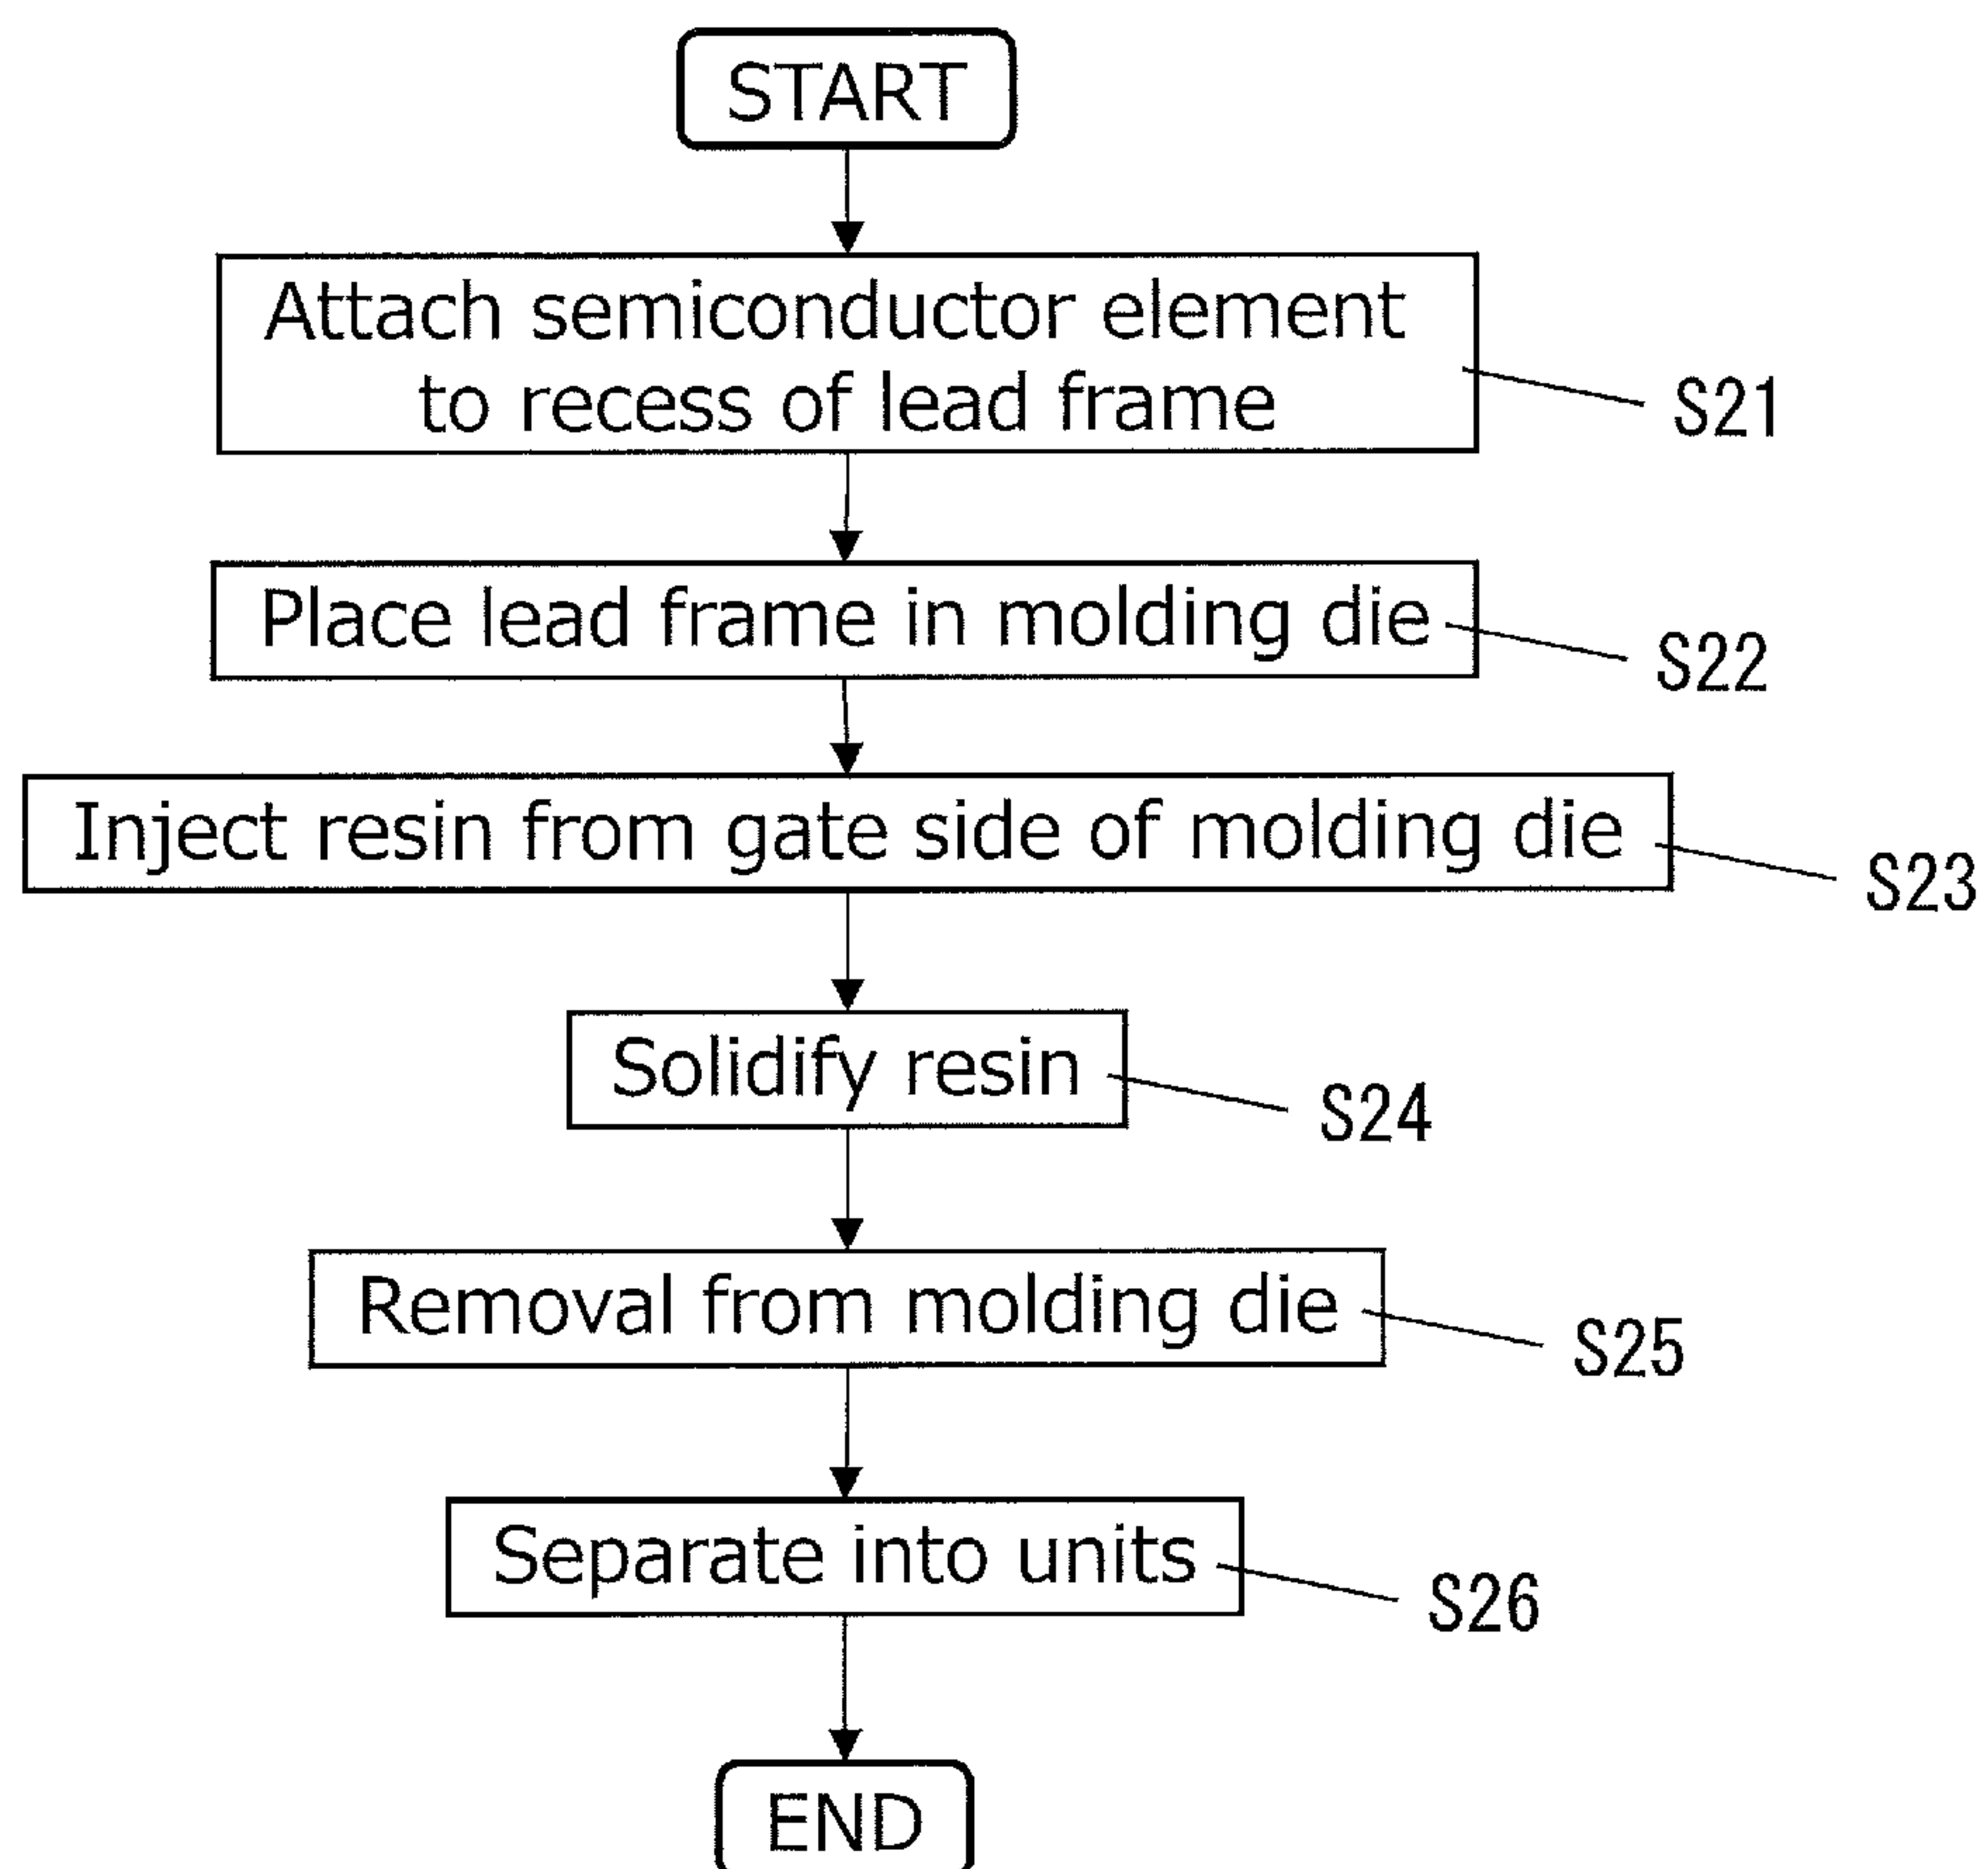 START
Attach semiconductor element
to recess of lead frame
S21
Place lead frame in molding die
S22
Inject resin from gate side of molding die
S23
Solidify resin
S24
Removal from molding die
S25
Separate into units
S26
END